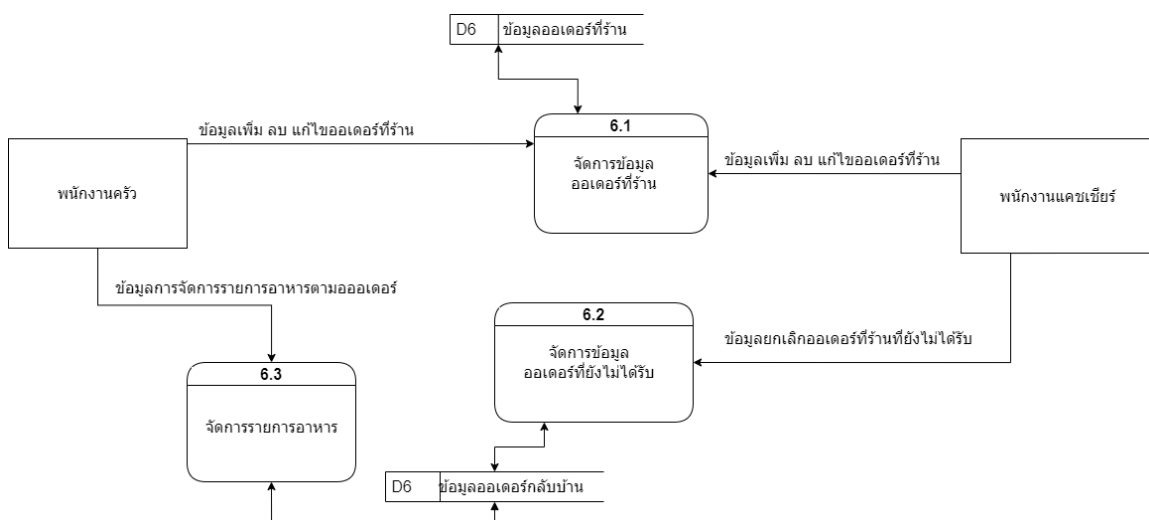 D6 ข้อมูลออเดอร์ที่ร้าน
ข้อมูลเพิ่ม ลบ แก้ไขออเดอร์ที่ร้าน
6.1
จัดการข้อมูล
ออเดอร์ที่ร้าน
ข้อมูลเพิ่ม ลบ แก้ไขออเดอร์ที่ร้าน
พนักงานครัว
พนักงานแคชเชียร์
ข้อมูลการจัดการรายการอาหารตามอออเดอร์
6.2
จัดการข้อมูล
ออเดอร์ที่ยังไม่ได้รับ
ข้อมูลยกเลิกออเดอร์ที่ร้านที่ยังไม่ได้รับ
6.3
จัดการรายการอาหาร
D6 ข้อมูลออเดอร์กลับบ้าน